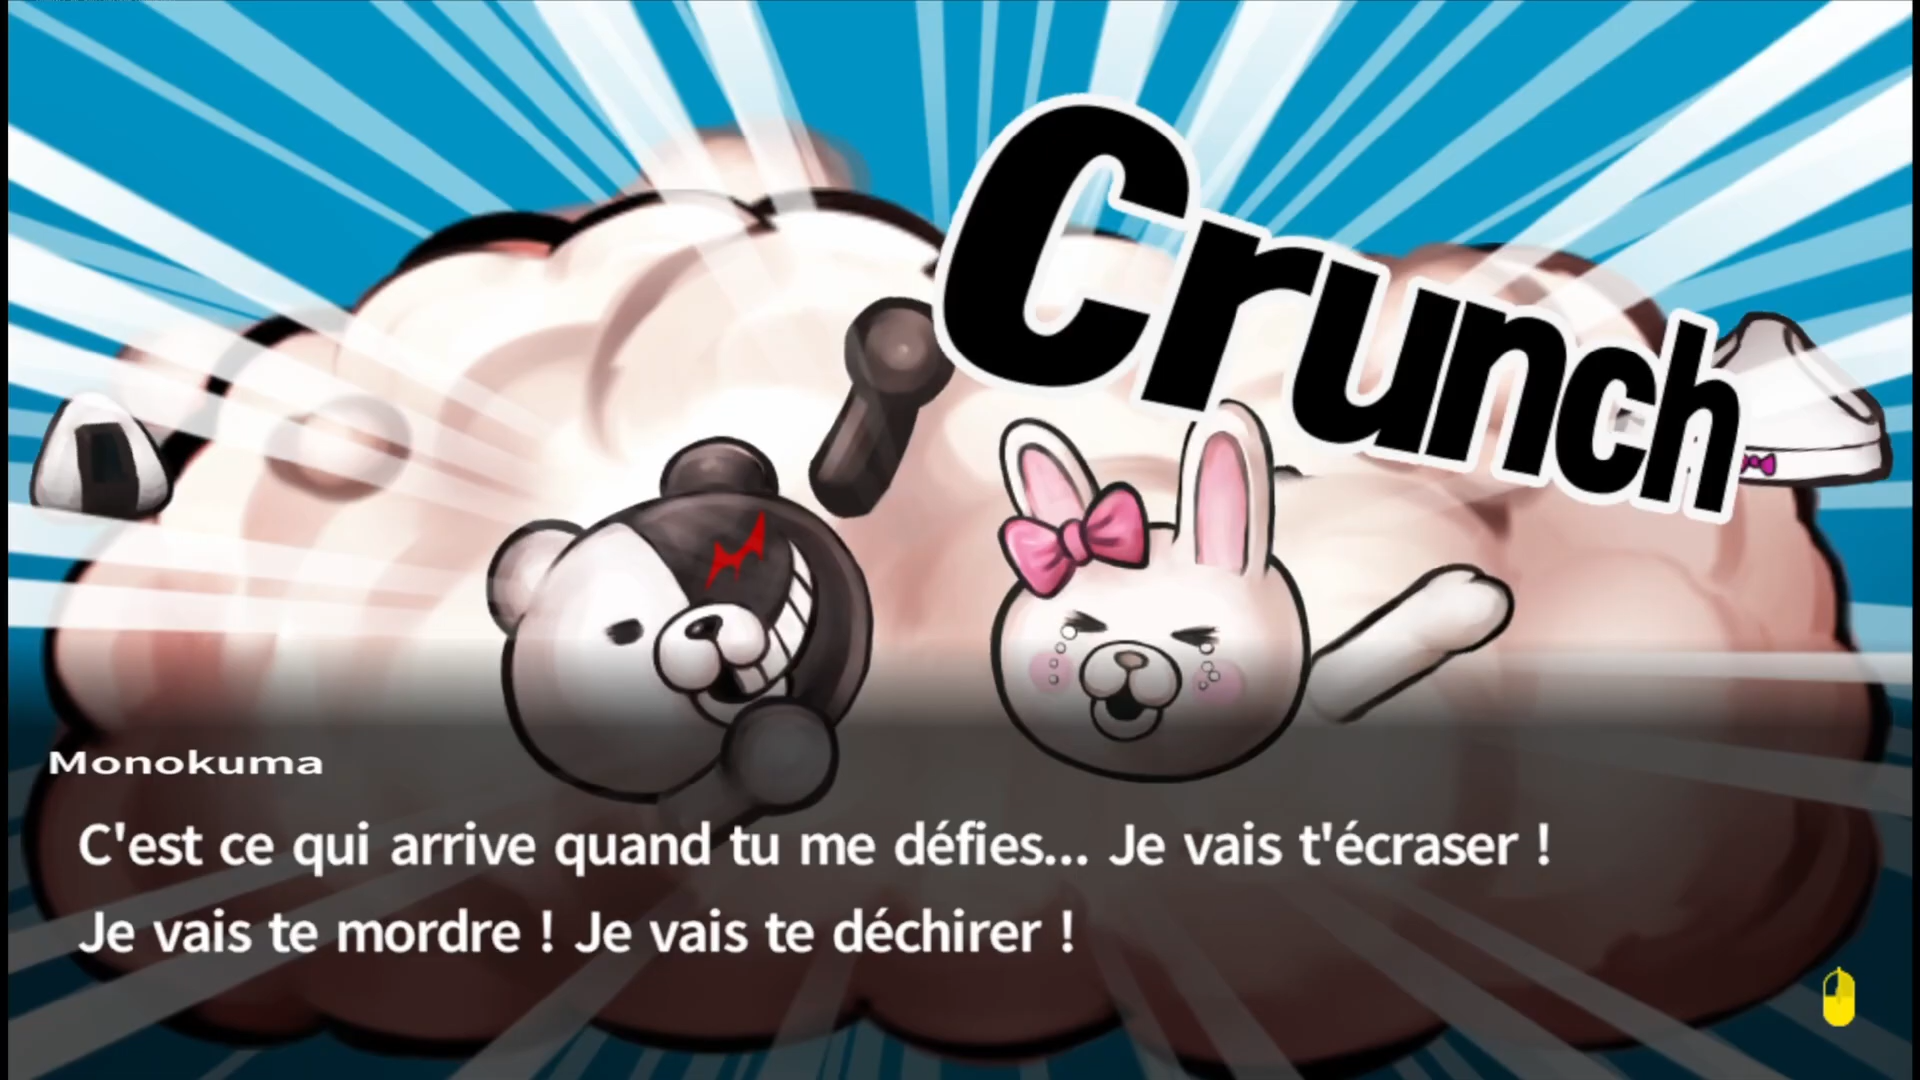 Crunch
Monokuma
C'est ce qui arrive quand tu me défies... Je vais t'écraser !
Je vais te mordre ! Je vais te déchirer !